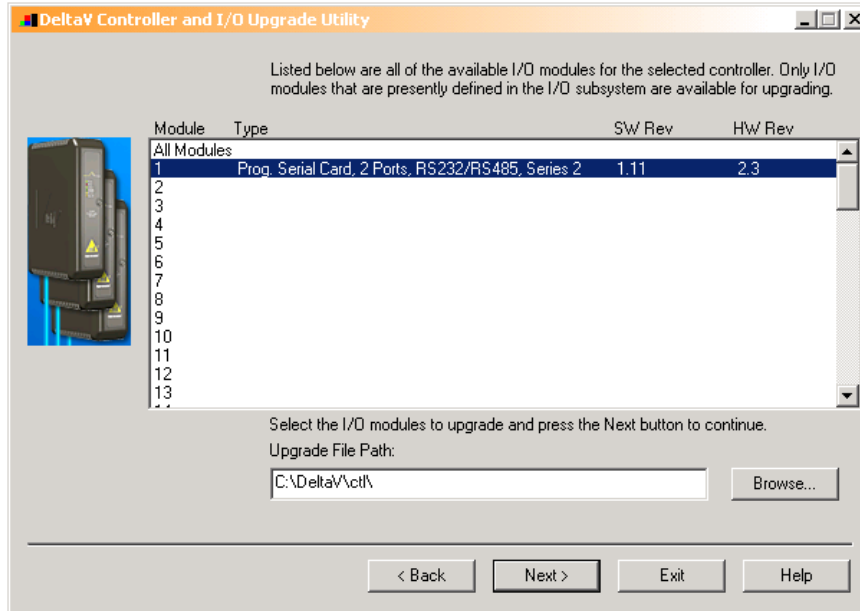 DeltaV Controller and I/O Upgrade Utility
Listed below are all of the available I/O modules for the selected controller. Only I/O
modules that are presently defined in the I/O subsystem are available for upgrading.
Module Type SW Rev HW Rev
All Modules
1 Prog. Serial Card, 2 Ports, RS232/RS485, Series 2 1.11 2.3
2
3
4
5
6
7
8
9
10
11
12
13
Select the I/O modules to upgrade and press the Next button to continue.
Upgrade File Path:
C:\DeltaV\ctl\ Browse...
< Back Next > Exit Help